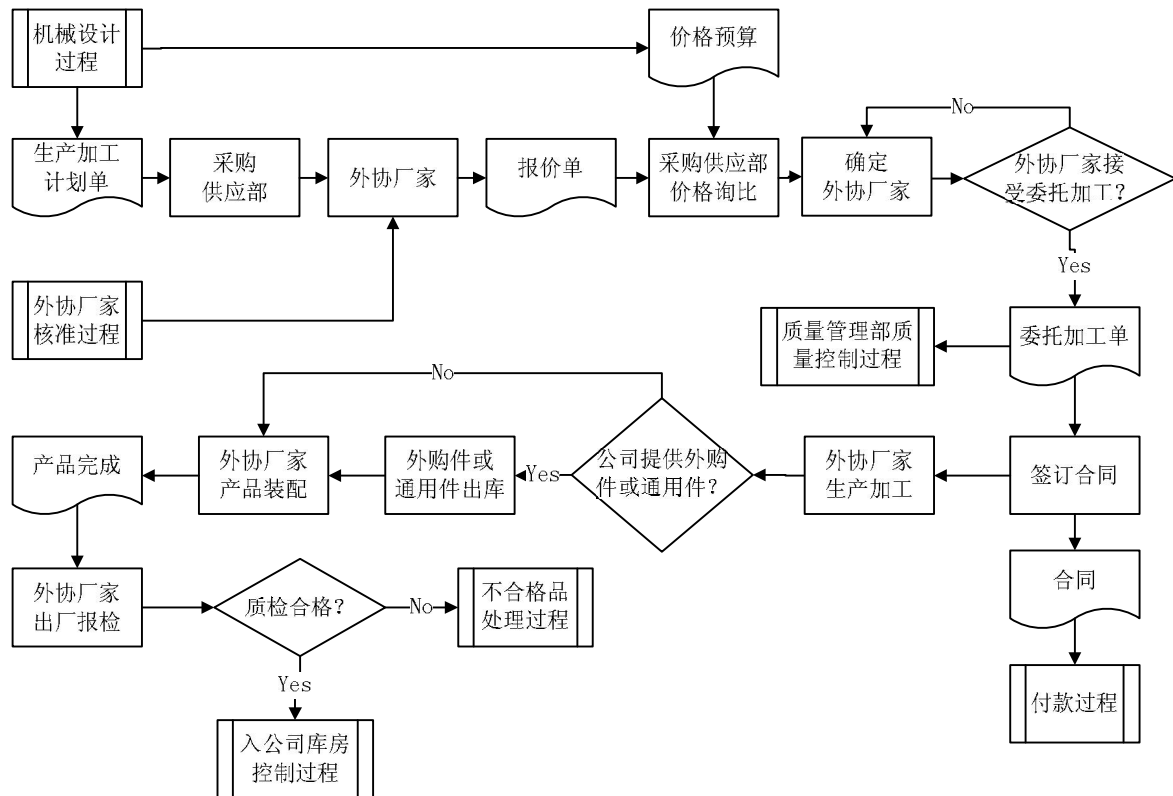 机械设计
过程
价格预算
No
生产加工
计划单
采购
供应部
外协厂家
报价单
采购供应部
价格询比
确定
外协厂家
外协厂家接
受委托加工?
Yes
外协厂家
核准过程
质量管理部质
量控制过程
委托加工单
No
产品完成
外协厂家
产品装配
外购件或
通用件出库
Yes
公司提供外购
件或通用件?
外协厂家
生产加工
签订合同
外协厂家
出厂报检
质检合格?
No
不合格品
处理过程
合同
Yes
付款过程
入公司库房
控制过程